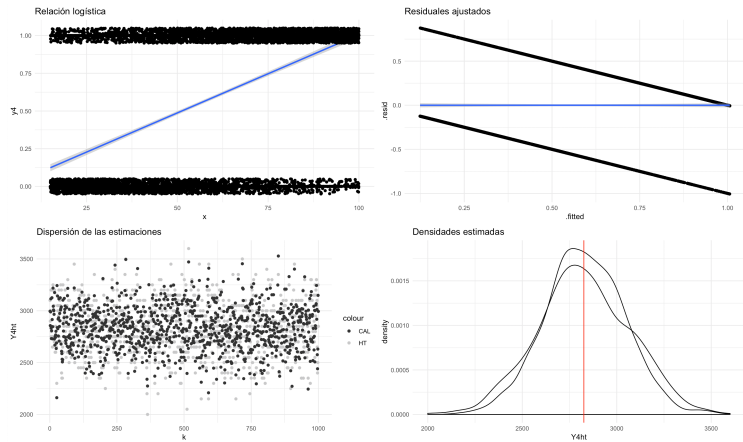 Relación logística
1.00
0.75
0.50
0.25
0.00
y4
25
50
75
100
x
Residuales ajustados
0.5
0.0
-0.5
-1.0
.resid
0.25
0.50
0.75
1.00
.fitted
Dispersión de las estimaciones
3500
3000
2500
2000
Y4ht
0
250
500
750
1000
k
colour
CAL
HT
Densidades estimadas
0.0015
0.0010
0.0005
0.0000
density
2000
2500
3000
3500
Y4ht